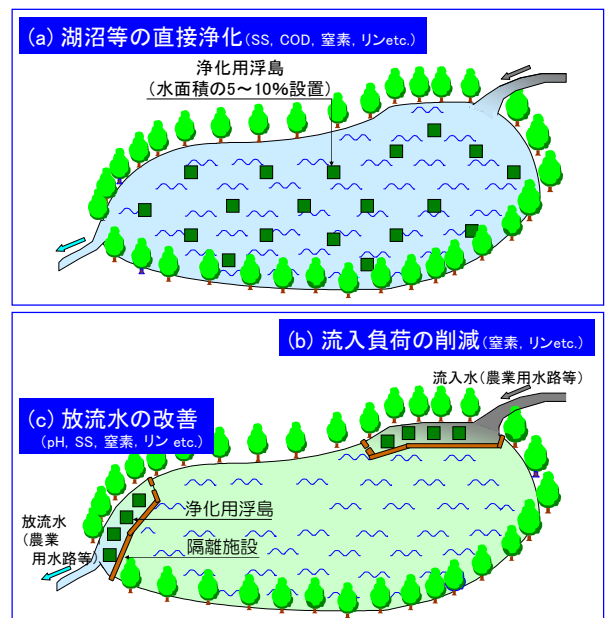 (a) 湖沼等の直接浄化(SS, COD, 窒素, リンetc.)
浄化用浮島
(水面積の5～10%設置)
(b) 流入負荷の削減(窒素, リンetc.)
流入水(農業用水路等)
(c) 放流水の改善
(pH, SS, 窒素, リン etc.)
浄化用浮島
放流水
(農業
用水路等)
隔離施設